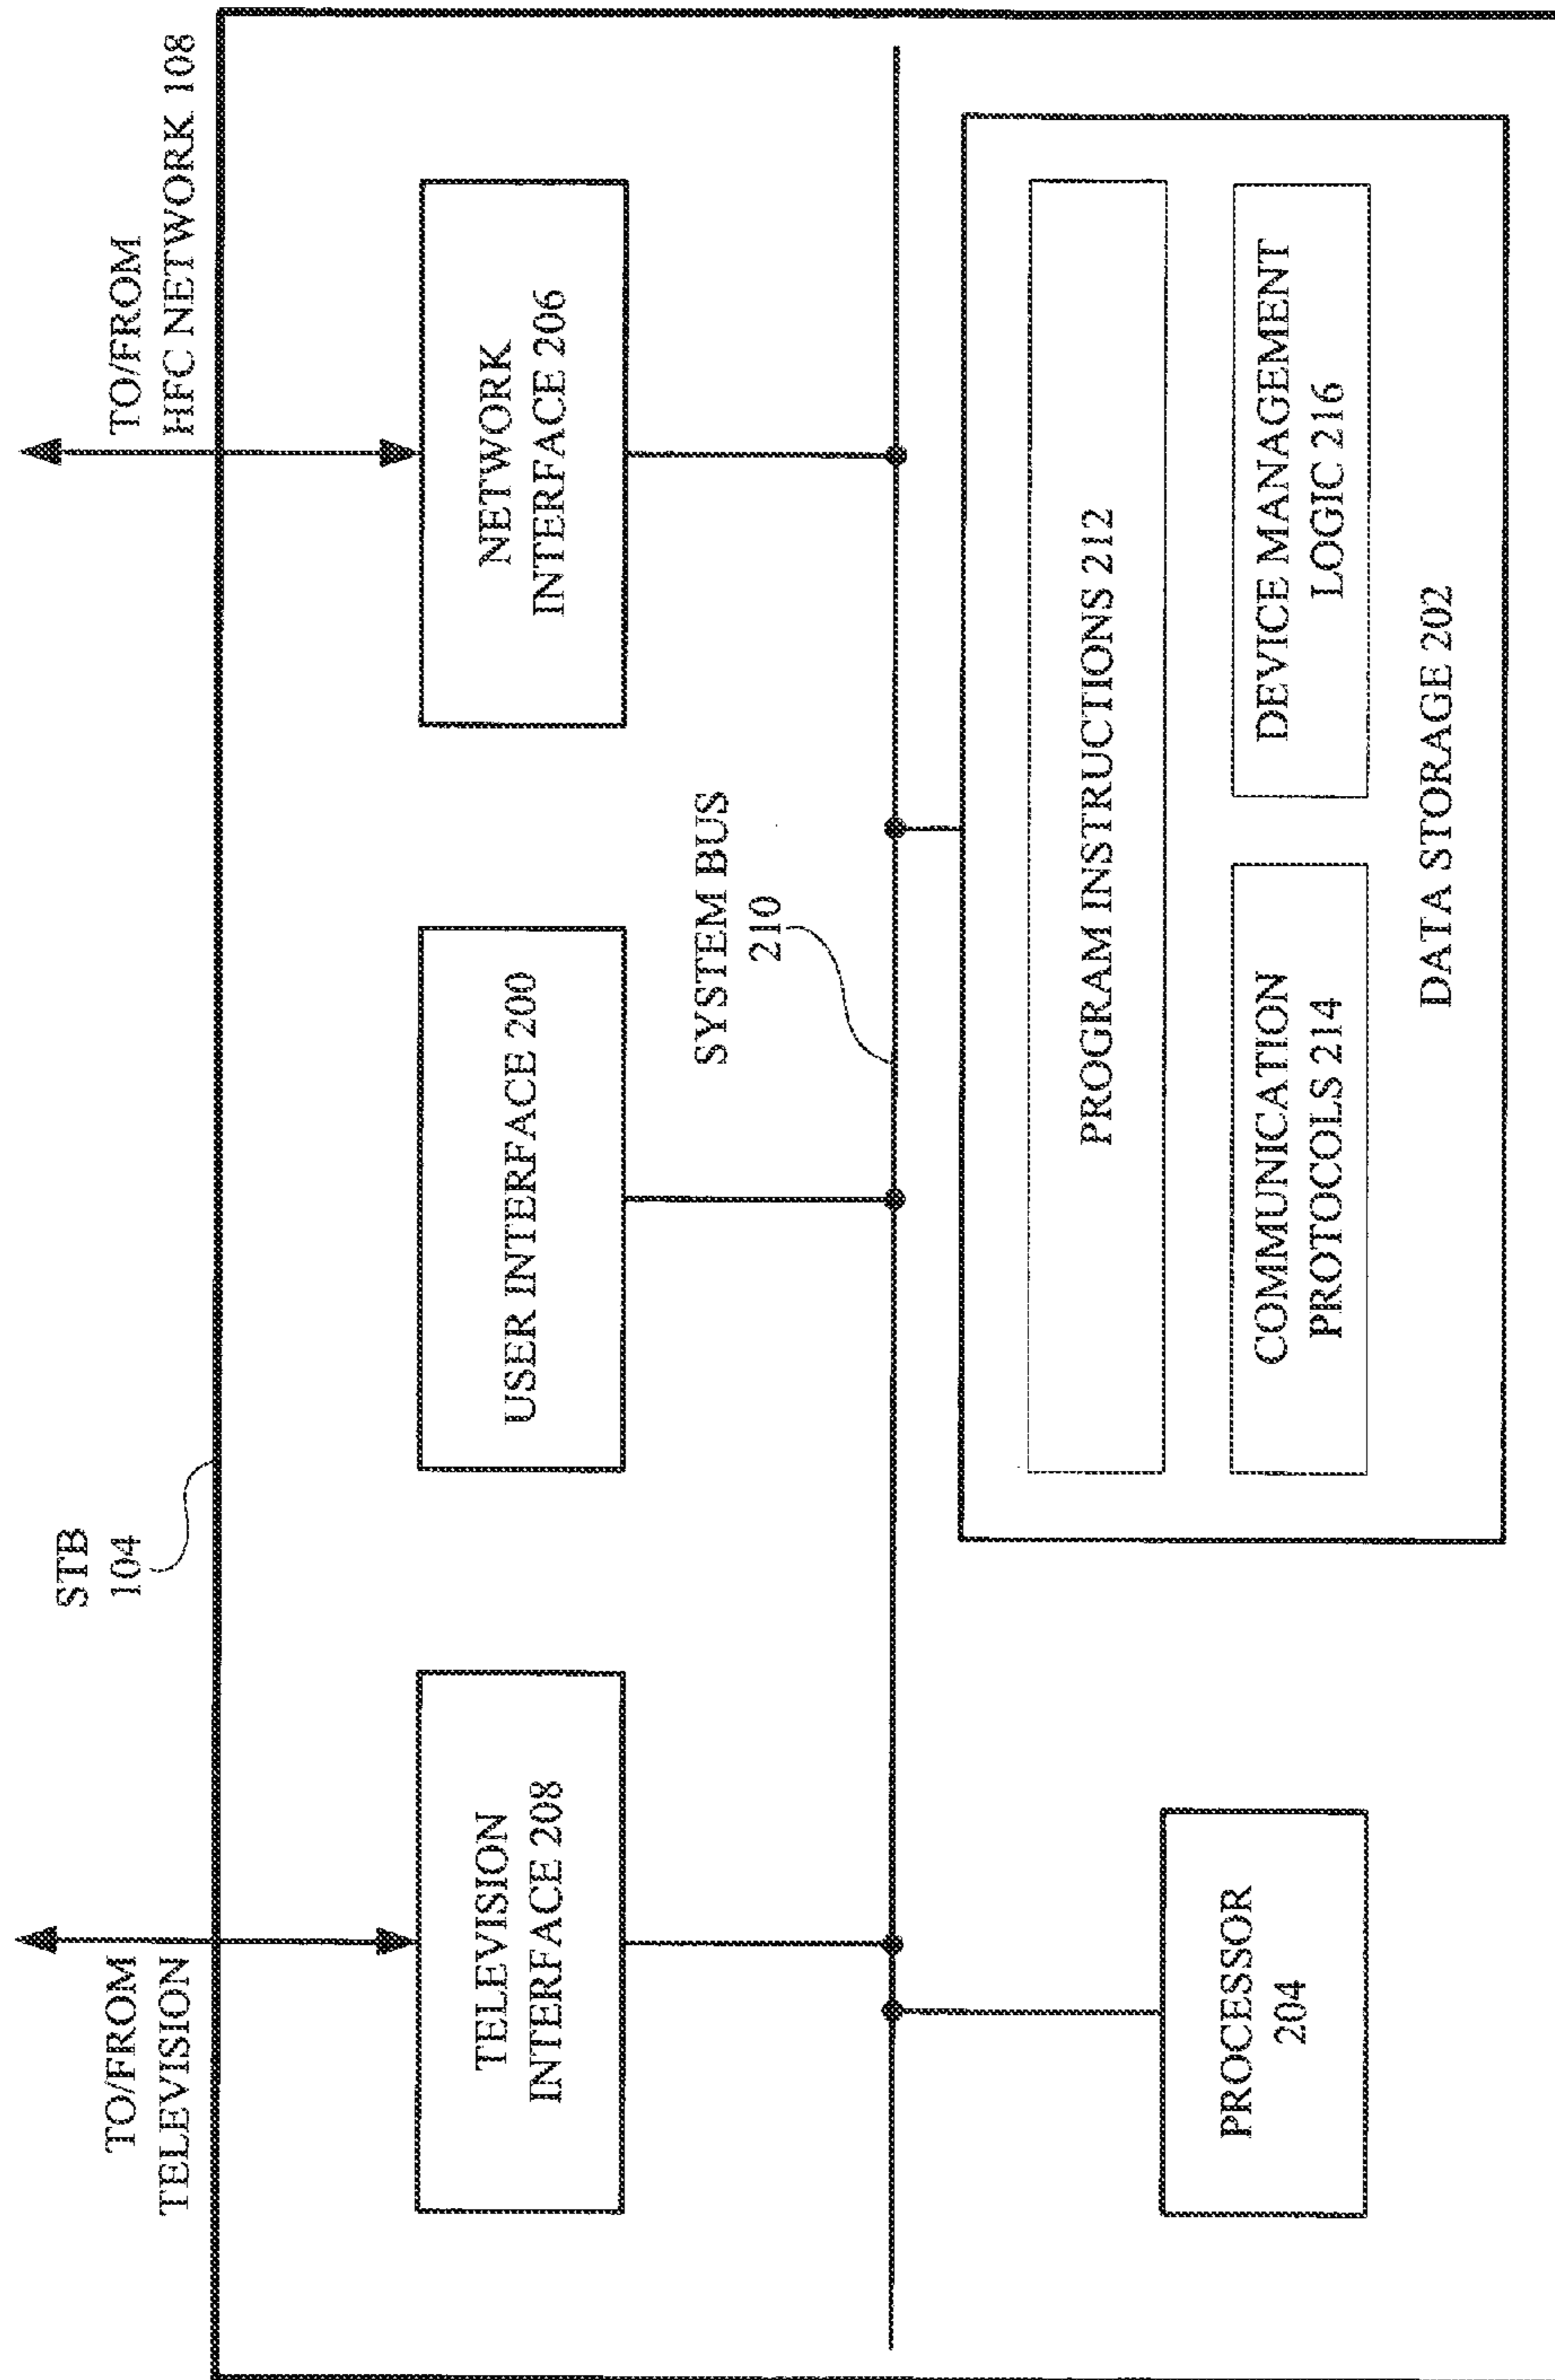 STB
104
TO/FROM
TELEVISION
TO/FROM
HFC NETWORK 108
TELEVISION
INTERFACE 208
USER INTERFACE 200
NETWORK
INTERFACE 206
SYSTEM BUS
210
PROCESSOR
204
PROGRAM INSTRUCTIONS 212
COMMUNICATION
PROTOCOLS 214
DEVICE MANAGEMENT
LOGIC 216
DATA STORAGE 202